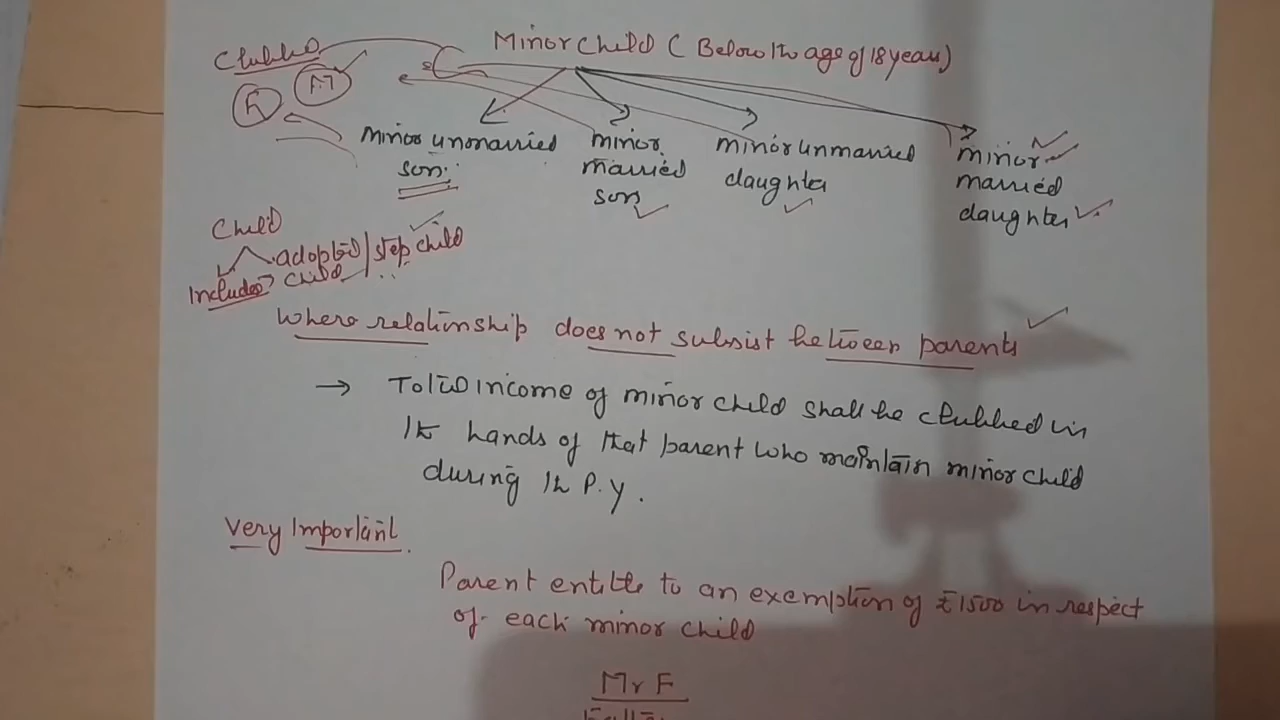 Clubbed
Minor child ( Below the age of 18 years)
F
F.T
minor unmarried
son.
minor
married
son
minor unmarried
daughter
minor
married
daughter
Child
adopted / step child
Includes child
Where relationship does not subsist between parents
→ Total income of minor child shall be clubbed in
the hands of that parent who maintain minor child
during the P.Y.
Very Important.
Parent entitle to an exemption of ₹1500 in respect
of each minor child
Mr F